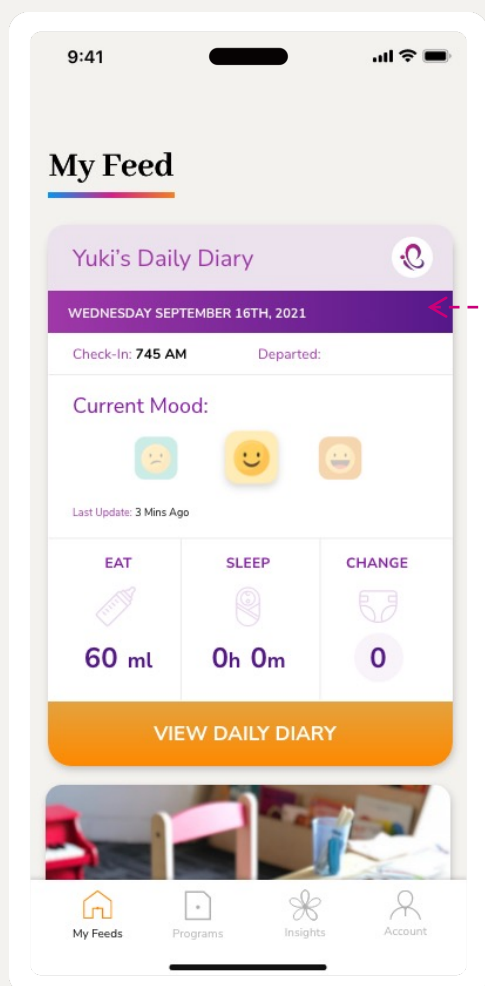 9:41
My Feed
Yuki's Daily Diary
WEDNESDAY SEPTEMBER 16TH, 2021
Check-In: 745 AM Departed:
Current Mood:
Last Update: 3 Mins Ago
EAT SLEEP CHANGE
60 ml 0h 0m 0
VIEW DAILY DIARY
My Feeds Programs Insights Account